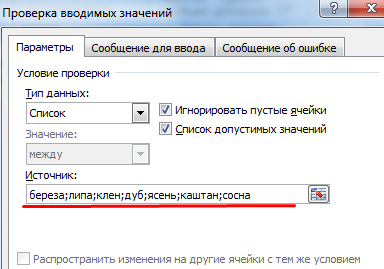 Проверка вводимых значений
Параметры Сообщение для ввода Сообщение об ошибке
Условие проверки
Тип данных:
Список Игнорировать пустые ячейки
Значение: Список допустимых значений
между
Источник:
береза;липа;клен;дуб;ясень;каштан;сосна
Распространить изменения на другие ячейки с тем же условием